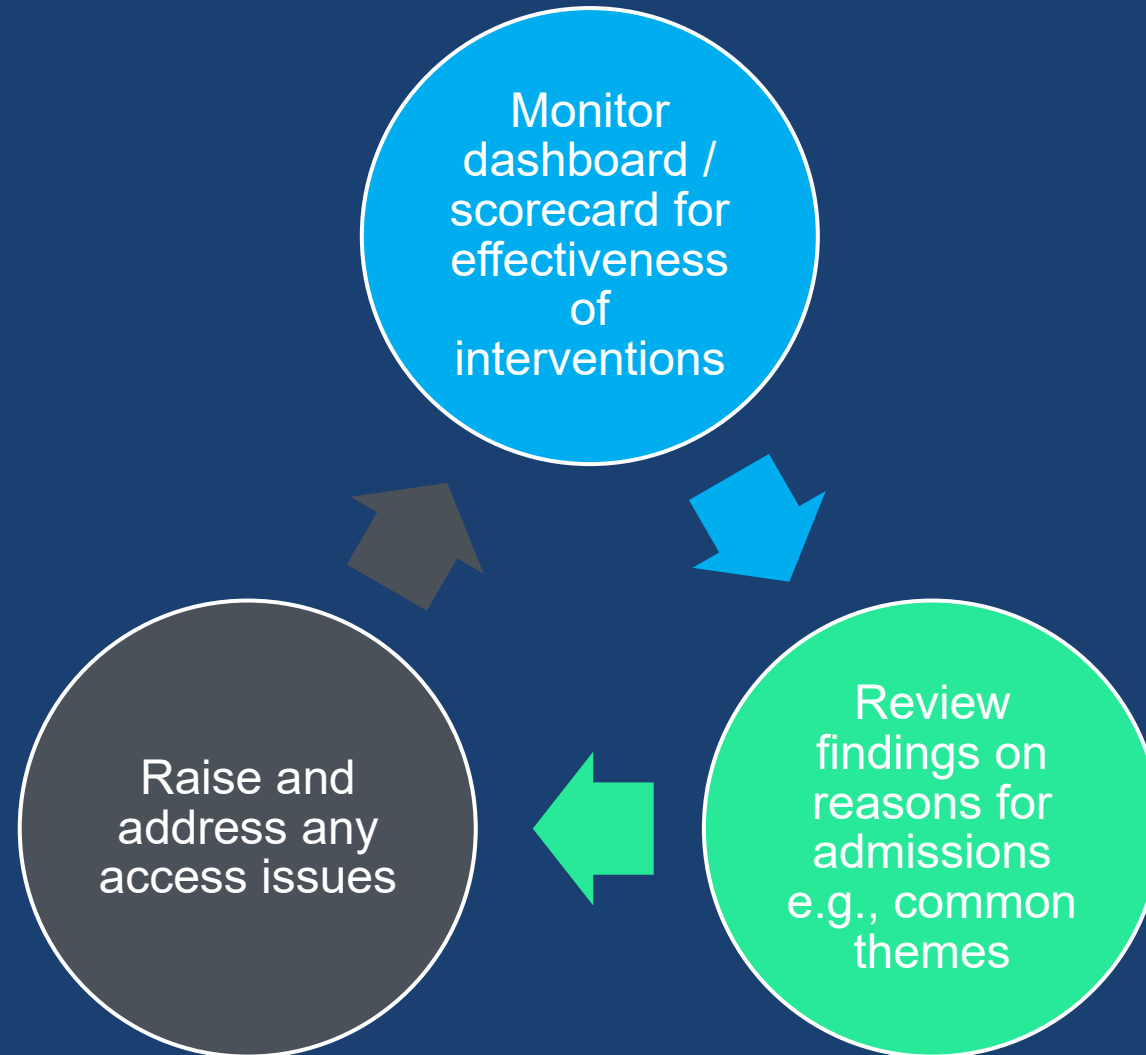 Monitor
dashboard /
scorecard for
effectiveness
of
interventions
Review
findings on
reasons for
admissions
e.g., common
themes
Raise and
address any
access issues